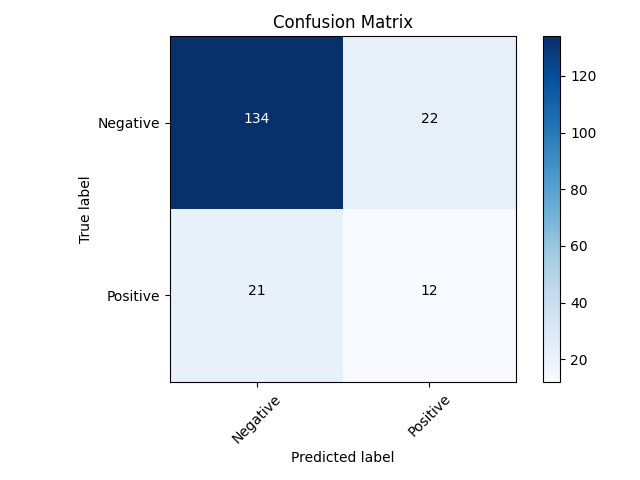 Confusion Matrix
True label
Negative
134
22
Positive
21
12
Negative
Positive
Predicted label
120
100
80
60
40
20